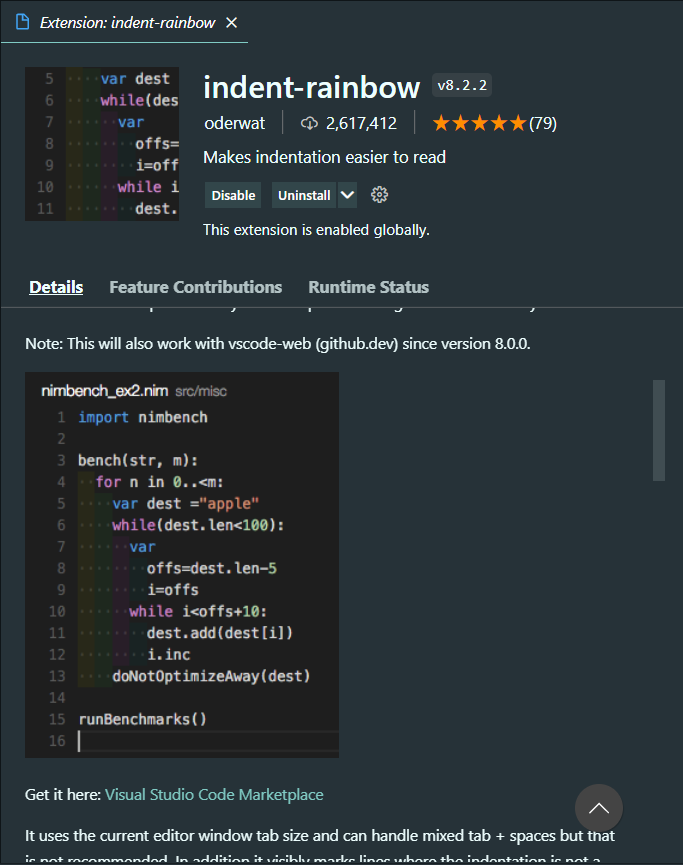 Extension: indent-rainbow
5 var dest
6 while(des
7 var
8 offs=
9 i=off
10 while i
11 dest.
indent-rainbow v8.2.2
oderwat 2,617,412 (79)
Makes indentation easier to read
Disable Uninstall
This extension is enabled globally.
Details Feature Contributions Runtime Status
Note: This will also work with vscode-web (github.dev) since version 8.0.0.
nimbench_ex2.nim src/misc
1 import nimbench
2
3 bench(str, m):
4 for n in 0..<m:
5 var dest ="apple"
6 while(dest.len<100):
7 var
8 offs=dest.len-5
9 i=offs
10 while i<offs+10:
11 dest.add(dest[i])
12 i.inc
13 doNotOptimizeAway(dest)
14
15 runBenchmarks()
16
Get it here: Visual Studio Code Marketplace
It uses the current editor window tab size and can handle mixed tab + spaces but that
is not recommended. In addition it visibly marks lines where the indentation is not a